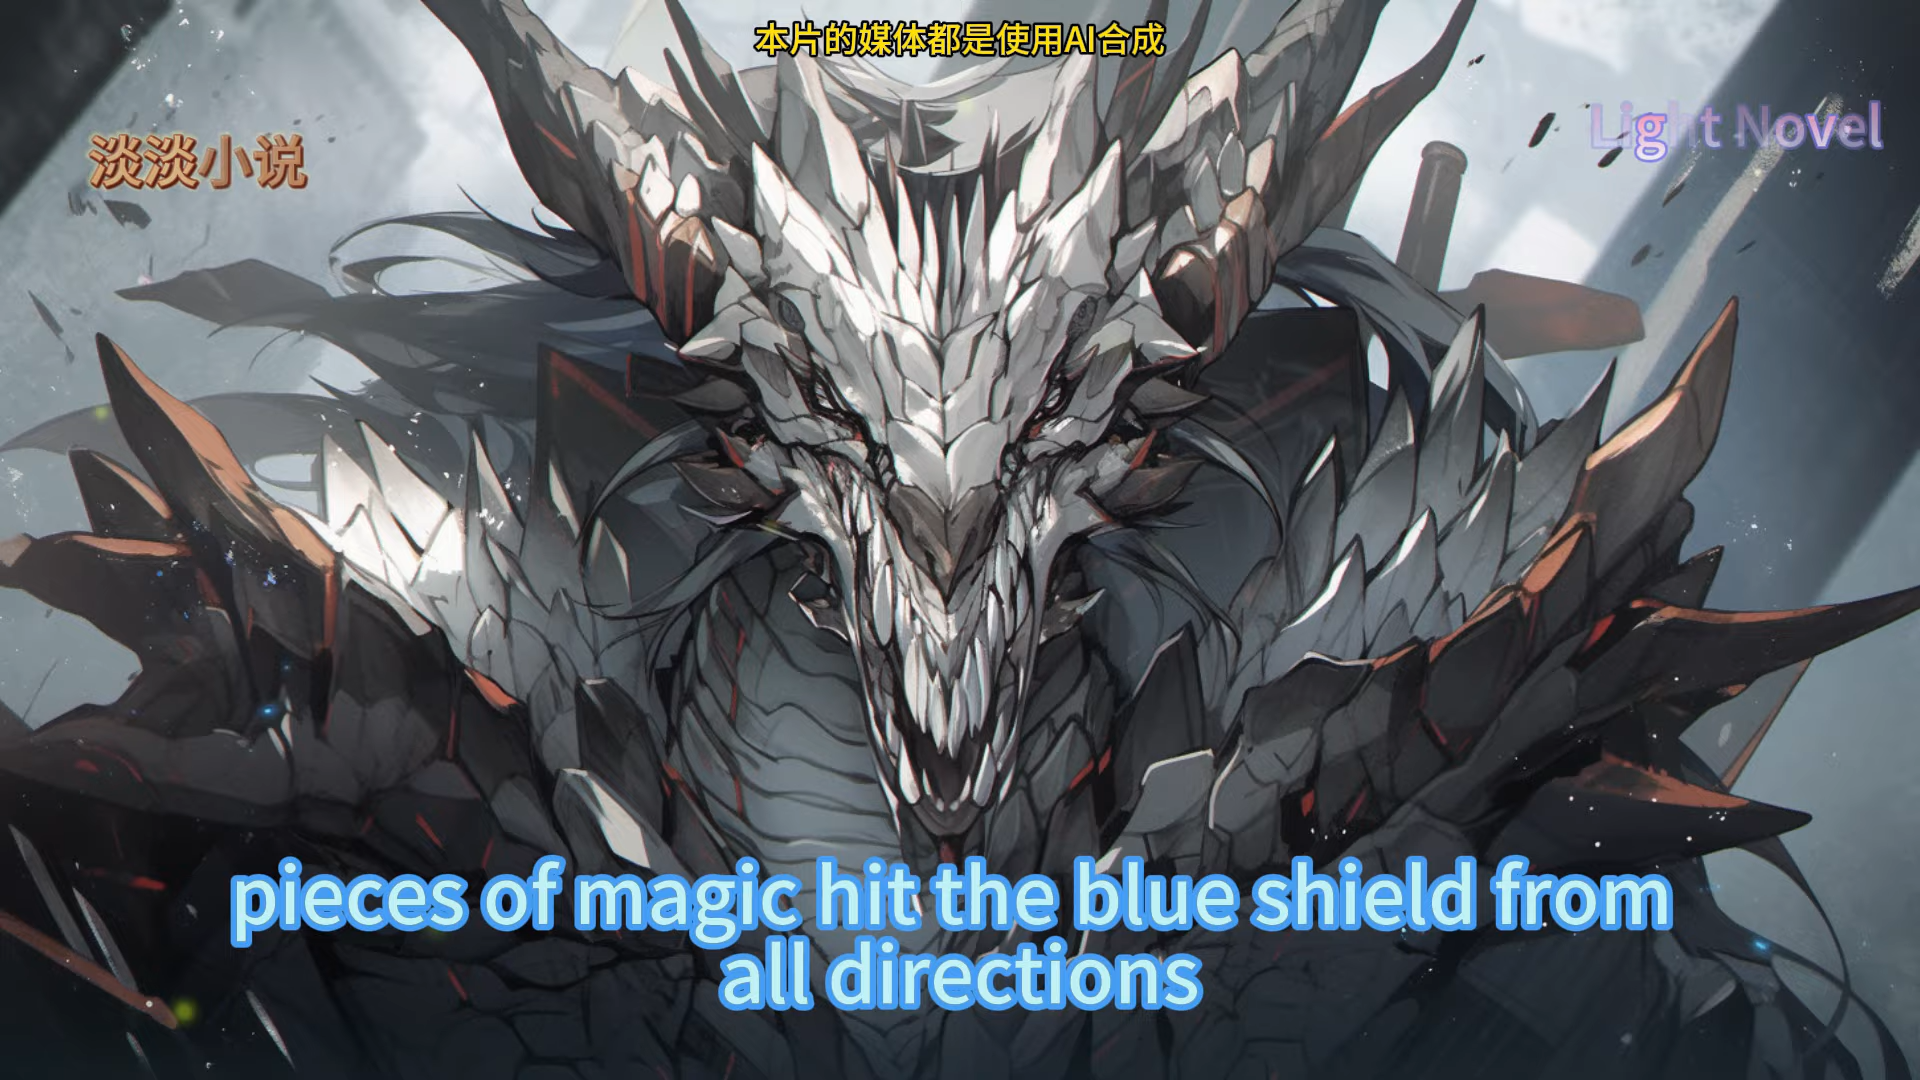 本片的媒体都是使用AI合成
淡淡小说
Light Novel
pieces of magic hit the blue shield from
all directions